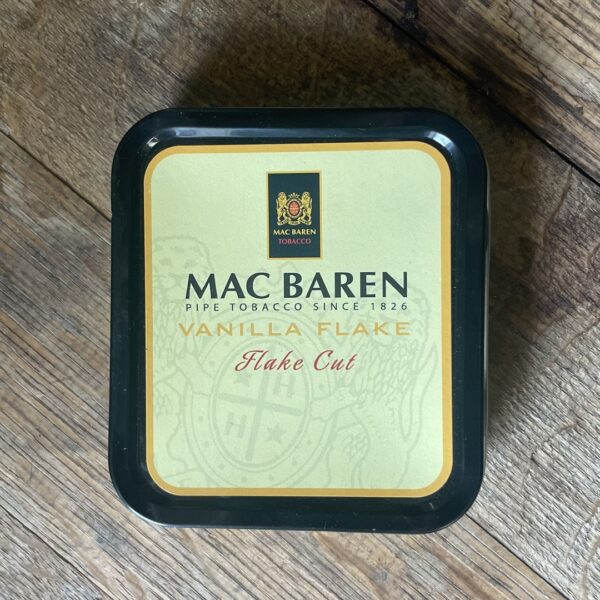 MAC BAREN
TOBACCO
MAC BAREN
PIPE TOBACCO SINCE 1826
VANILLA FLAKE
Flake Cut
H H